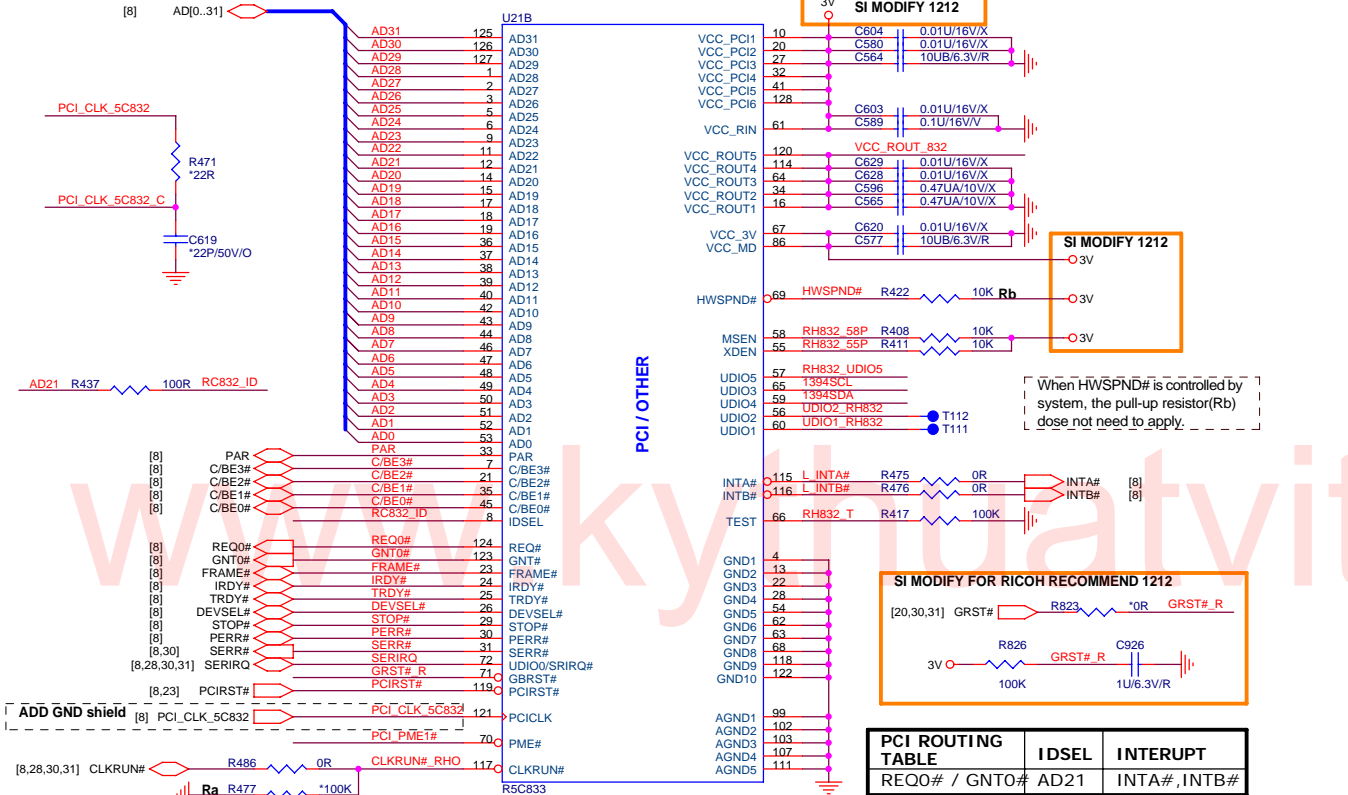 [8] AD[0..31]
U21B
3V
SI MODIFY 1212
AD31 125 AD31
AD30 126 AD30
AD29 127 AD29
AD28 1 AD28
AD27 2 AD27
AD26 3 AD26
AD25 5 AD25
AD24 6 AD24
AD23 9 AD23
AD22 11 AD22
AD21 12 AD21
AD20 14 AD20
AD19 15 AD19
AD18 17 AD18
AD17 18 AD17
AD16 19 AD16
AD15 36 AD15
AD14 37 AD14
AD13 38 AD13
AD12 39 AD12
AD11 40 AD11
AD10 42 AD10
AD9 43 AD9
AD8 44 AD8
AD7 46 AD7
AD6 47 AD6
AD5 48 AD5
AD4 49 AD4
AD3 50 AD3
AD2 51 AD2
AD1 52 AD1
AD0 53 AD0
[8] PAR PAR 33 PAR
[8] C/BE3# C/BE3# 7 C/BE3#
[8] C/BE2# C/BE2# 21 C/BE2#
[8] C/BE1# C/BE1# 35 C/BE1#
[8] C/BE0# C/BE0# 45 C/BE0#
RC832_ID 8 IDSEL
[8] REQ0# REQ0# 124 REQ#
[8] GNT0# GNT0# 123 GNT#
[8] FRAME# FRAME# 23 FRAME#
[8] IRDY# IRDY# 24 IRDY#
[8] TRDY# TRDY# 25 TRDY#
[8] DEVSEL# DEVSEL# 26 DEVSEL#
[8] STOP# STOP# 29 STOP#
[8] PERR# PERR# 30 PERR#
[8,30] SERR# SERR# 31 SERR#
[8,28,30,31] SERIRQ SERIRQ 72 UDIO0/SRIRQ#
GRST#_R 71 GBRST#
[8,23] PCIRST# PCIRST# 119 PCIRST#
ADD GND shield [8] PCI_CLK_5C832 PCI_CLK_5C832 121 PCICLK
PCI_PME1# 70 PME#
[8,28,30,31] CLKRUN# R486 0R CLKRUN#_RHO 117 CLKRUN#
Ra R477 *100K
R5C833
PCI_CLK_5C832
R471
*22R
PCI_CLK_5C832_C
C619
*22P/50V/O
AD21 R437 100R RC832_ID
PCI / OTHER
VCC_PCI1 10 C604 0.01U/16V/X
VCC_PCI2 20 C580 0.01U/16V/X
VCC_PCI3 27 C564 10UB/6.3V/R
VCC_PCI4 32
VCC_PCI5 41
VCC_PCI6 128
C603 0.01U/16V/X
VCC_RIN 61 C589 0.1U/16V/V
VCC_ROUT5 120 VCC_ROUT_832
VCC_ROUT4 114 C629 0.01U/16V/X
VCC_ROUT3 64 C628 0.01U/16V/X
VCC_ROUT2 34 C596 0.47UA/10V/X
VCC_ROUT1 16 C565 0.47UA/10V/X
VCC_3V 67 C620 0.01U/16V/X
VCC_MD 86 C577 10UB/6.3V/R
SI MODIFY 1212
3V
HWSPND# 69 HWSPND# R422 10K Rb 3V
MSEN 58 RH832_58P R408 10K 3V
XDEN 55 RH832_55P R411 10K
UDIO5 57 RH832_UDIO5
UDIO3 65 1394SCL
UDIO4 59 1394SDA
UDIO2 56 UDIO2_RH832 T112
UDIO1 60 UDIO1_RH832 T111
When HWSPND# is controlled by
system, the pull-up resistor(Rb)
dose not need to apply.
INTA# 115 L_INTA# R475 0R INTA# [8]
INTB# 116 L_INTB# R476 0R INTB# [8]
TEST 66 RH832_T R417 100K
GND1 4
GND2 13
GND3 22
GND4 28
GND5 54
GND6 62
GND7 63
GND8 68
GND9 118
GND10 122
AGND1 99
AGND2 102
AGND3 103
AGND4 107
AGND5 111
SI MODIFY FOR RICOH RECOMMEND 1212
[20,30,31] GRST# R823 *0R GRST#_R
3V R826 GRST#_R C926
100K 1U/6.3V/R
PCI ROUTING TABLE IDSEL INTERUPT
REQ0# / GNT0# AD21 INTA#,INTB#
www.kythuatvit